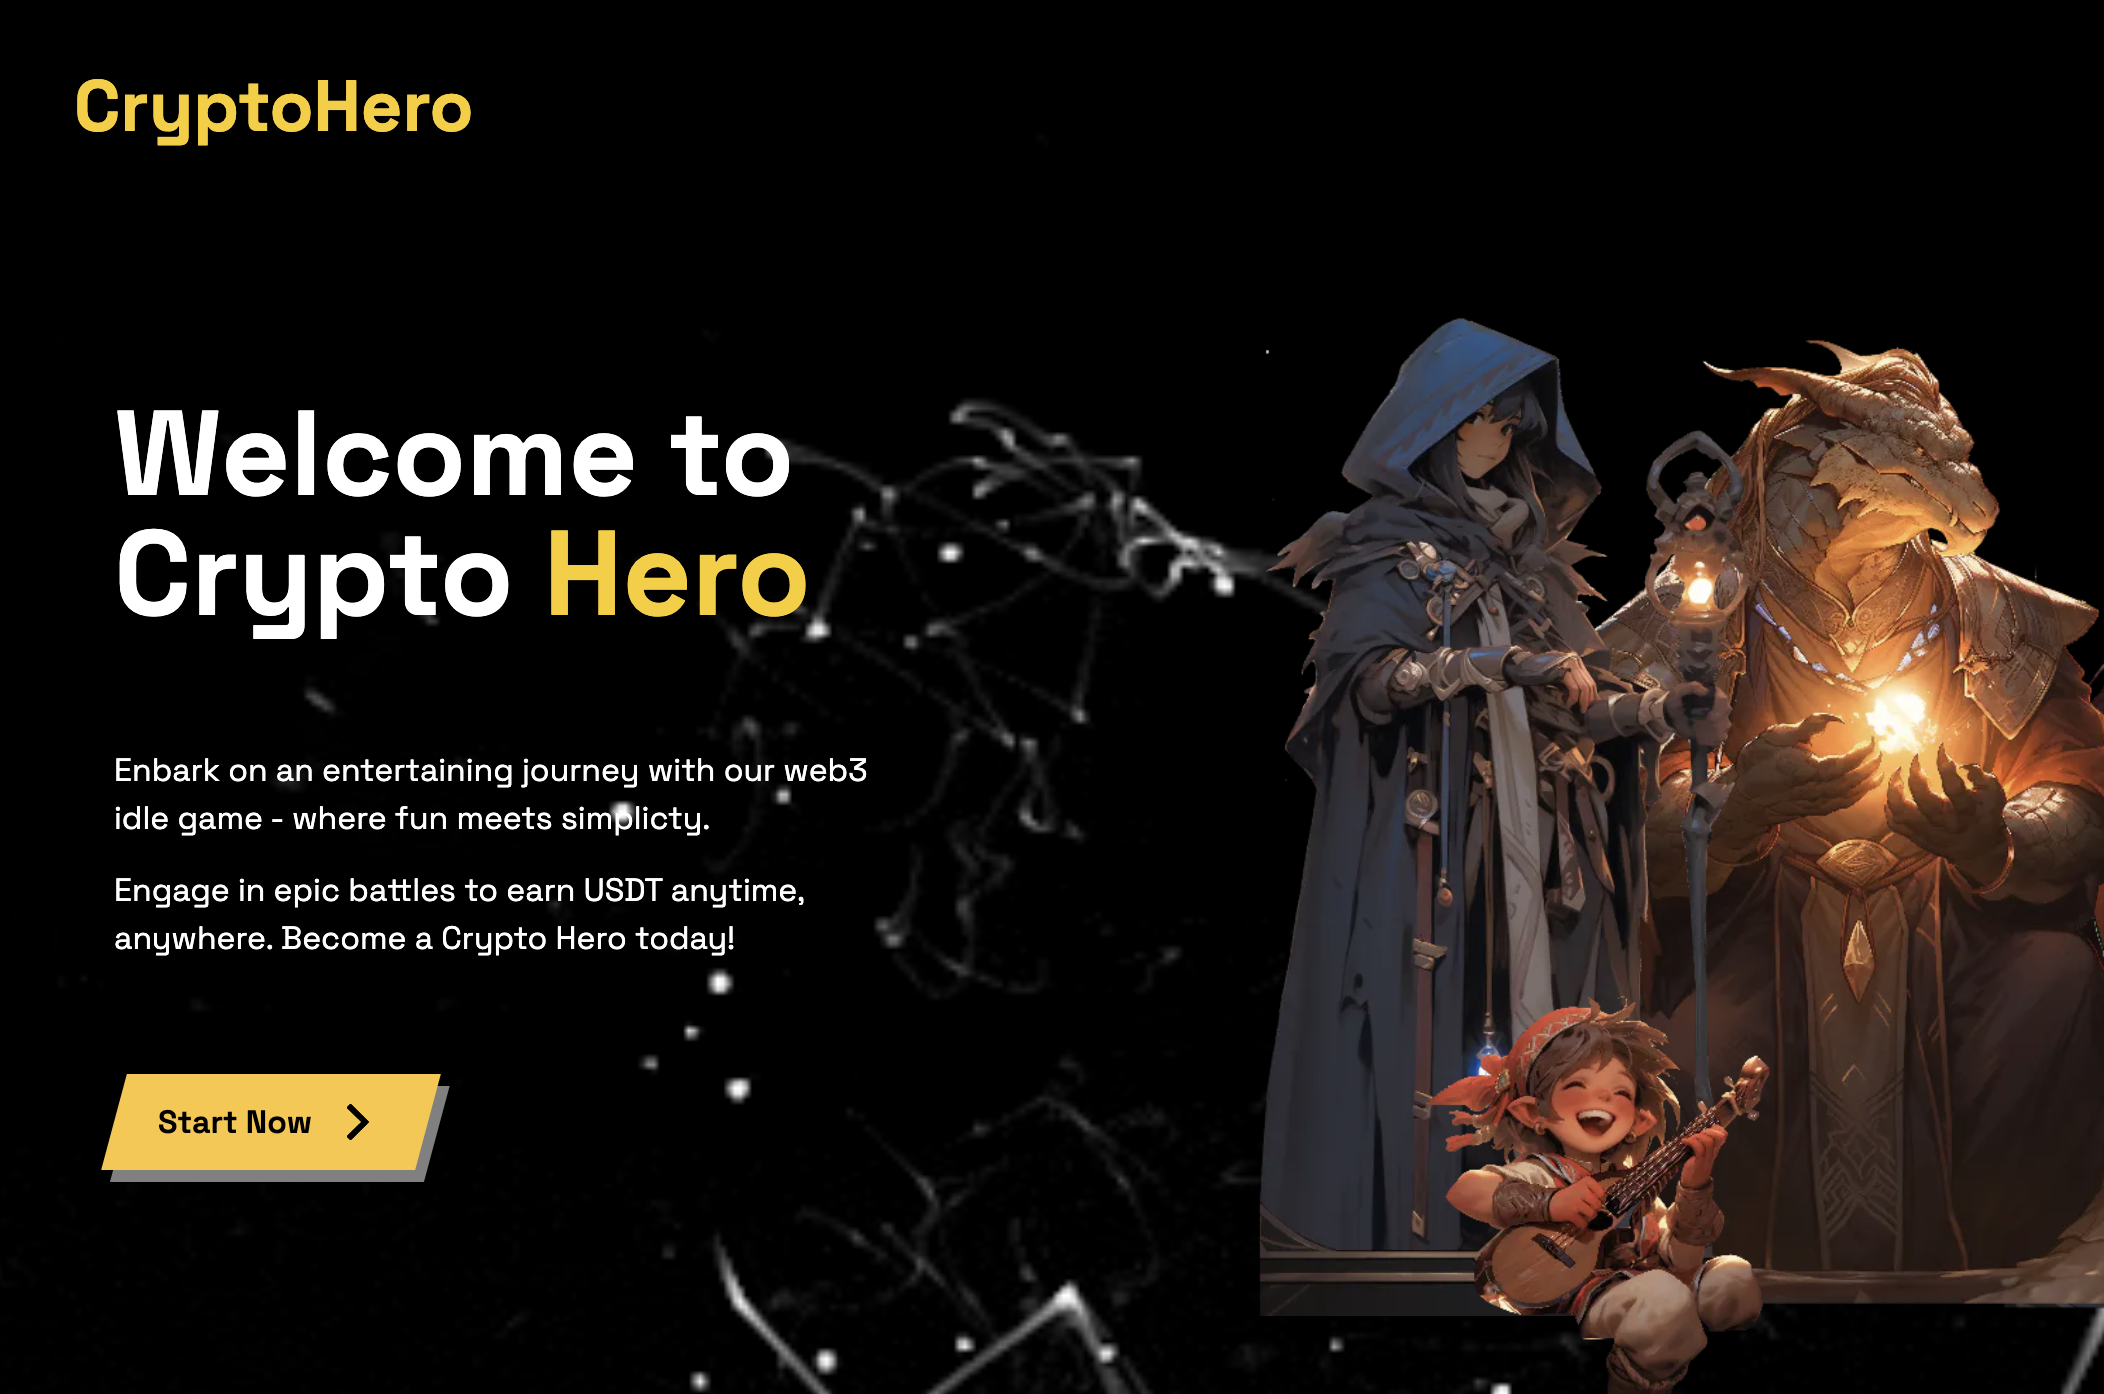 CryptoHero
Welcome to
Crypto Hero
Enbark on an entertaining journey with our web3
idle game - where fun meets simplicty.
Engage in epic battles to earn USDT anytime,
anywhere. Become a Crypto Hero today!
Start Now